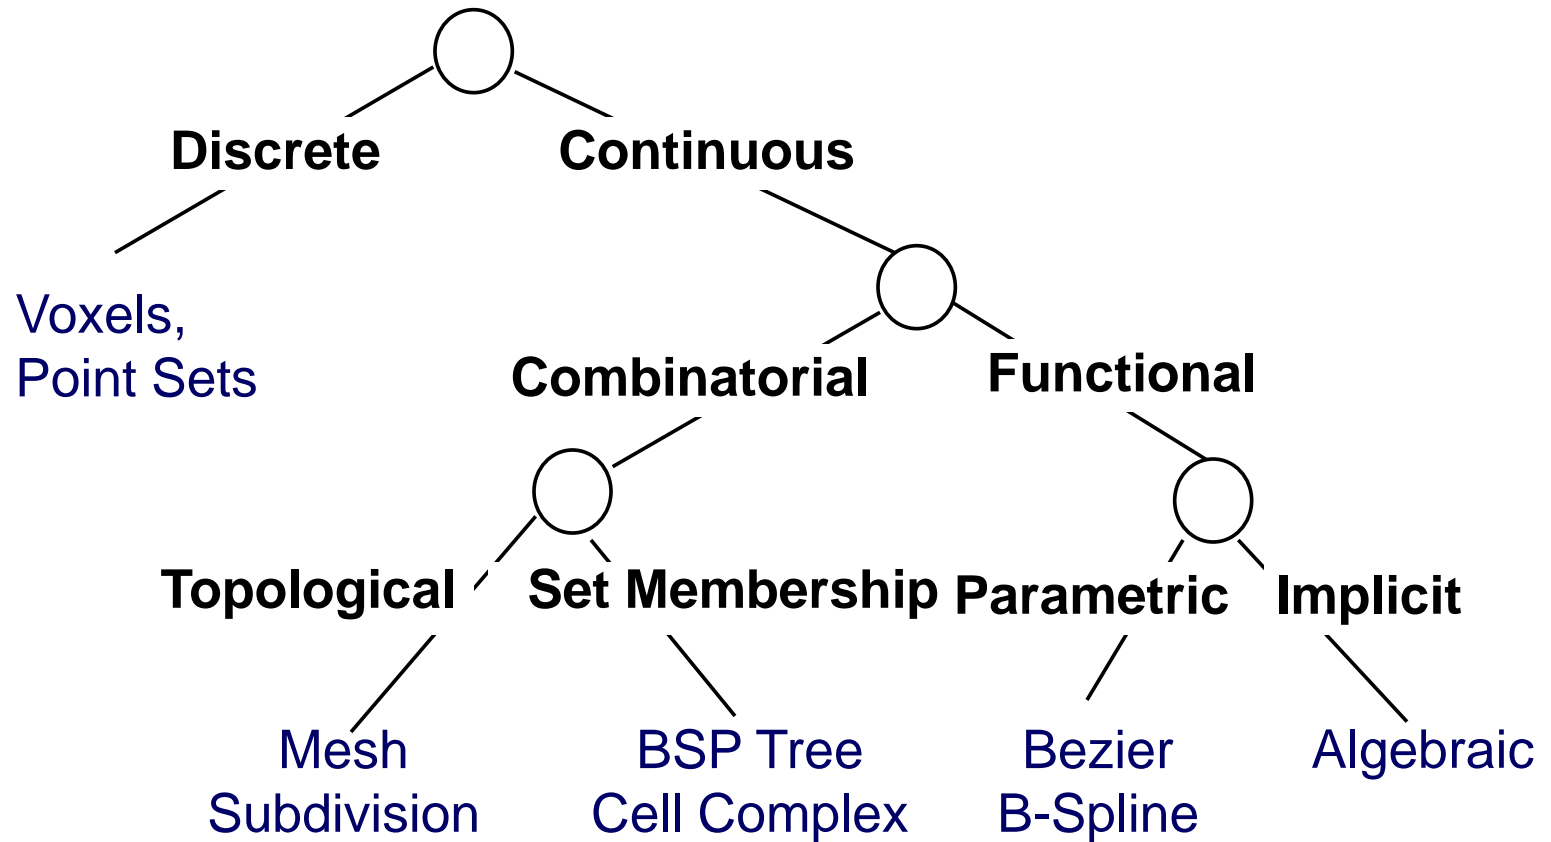 Discrete
Continuous
Voxels,
Point Sets
Combinatorial
Functional
Topological
Set Membership
Parametric
Implicit
Mesh
Subdivision
BSP Tree
Cell Complex
Bezier
B-Spline
Algebraic